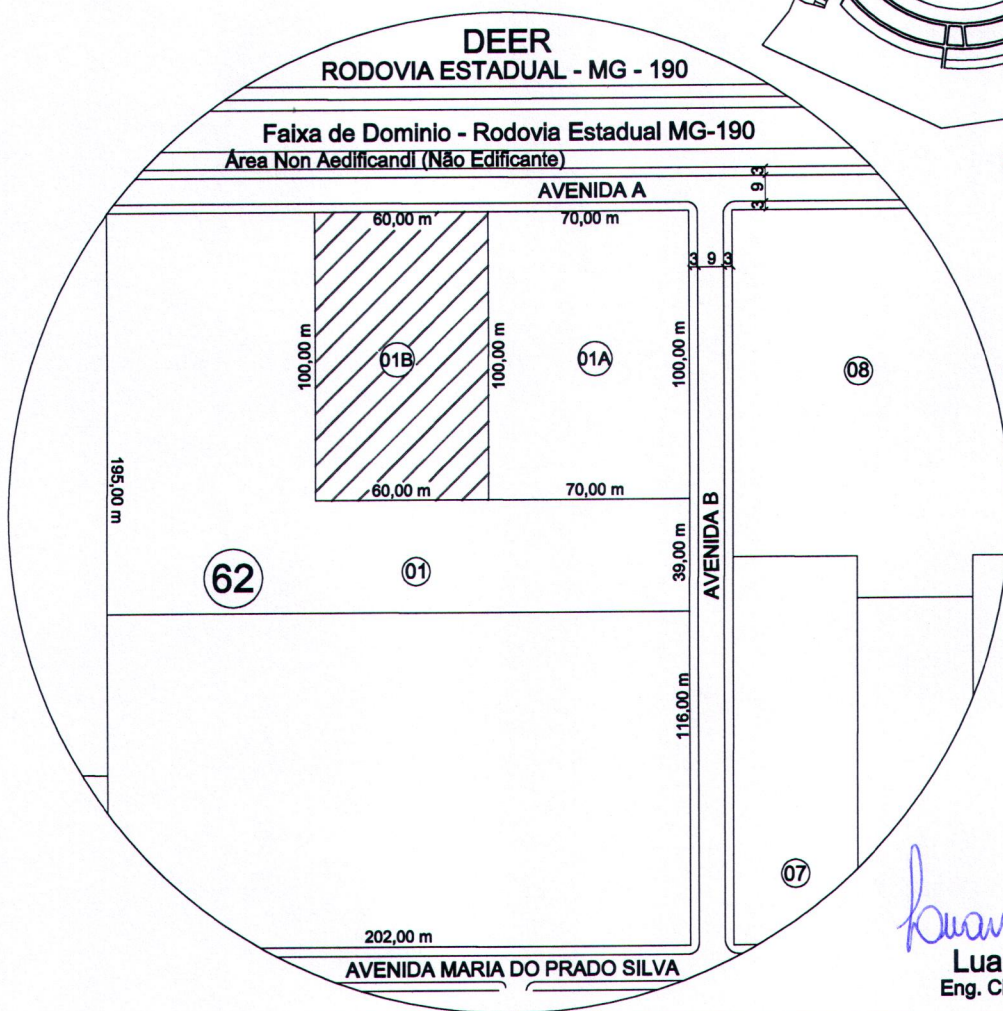 DEER
RODOVIA ESTADUAL - MG - 190
Faixa de Dominio - Rodovia Estadual MG-190
Área Non Aedificandi (Não Edificante)
3
9
3
AVENIDA A
60,00 m
70,00 m
3 9 3
100,00 m
01B
100,00 m
01A
100,00 m
08
195,00 m
60,00 m
70,00 m
AVENIDA B
39,00 m
62
01
116,00 m
07
202,00 m
AVENIDA MARIA DO PRADO SILVA
Lua
Eng. C